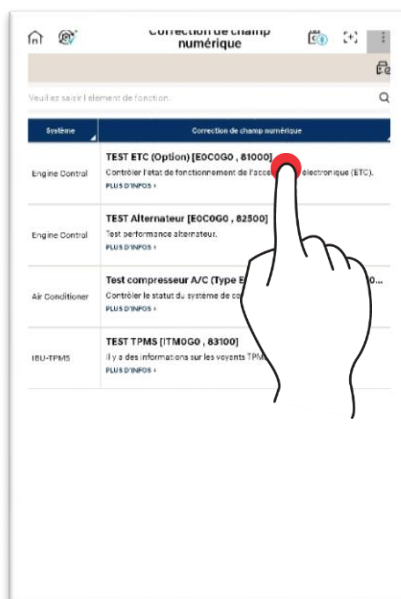 Correction de champ
numérique
Veuillez saisir l'élément de fonction.
Système
Correction de champ numérique
Engine Control
TEST ETC (Option) [E0C0G0 , 81000]
Contrôler l'état de fonctionnement de l' électronique (ETC).
PLUS D'INFOS ›
Engine Control
TEST Alternateur [E0C0G0 , 82500]
Test performance alternateur.
PLUS D'INFOS ›
Air Conditioner
Test compresseur A/C (Type
Contrôler le statut du système de
PLUS D'INFOS ›
IBU-TPMS
TEST TPMS [ITM0G0 , 83100]
Il y a des informations sur les voyants
PLUS D'INFOS ›